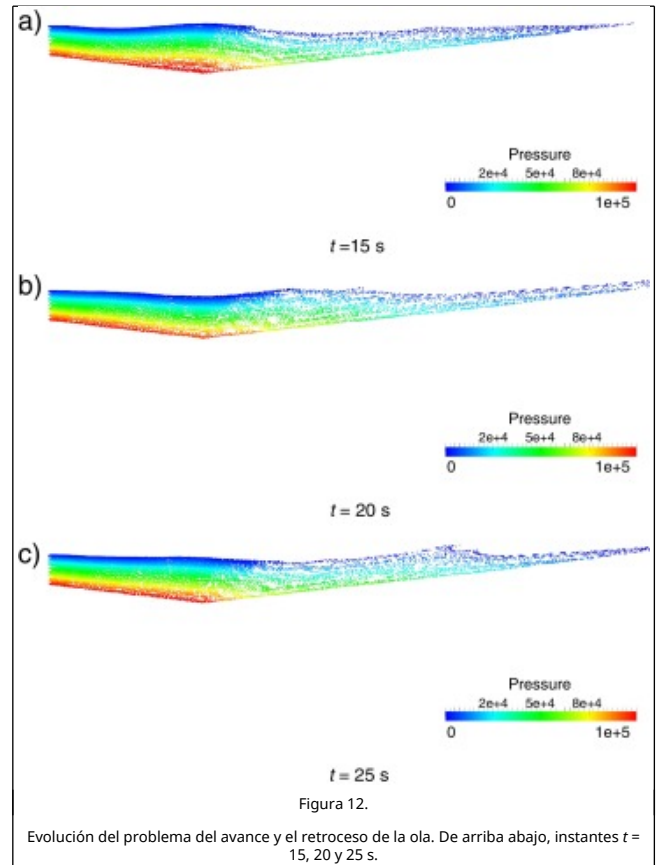 a)
Pressure
2e+4 5e+4 8e+4
0 1e+5
t =15 s
b)
Pressure
2e+4 5e+4 8e+4
0 1e+5
t = 20 s
c)
Pressure
2e+4 5e+4 8e+4
0 1e+5
t = 25 s
Figura 12.
Evolución del problema del avance y el retroceso de la ola. De arriba abajo, instantes t =
15, 20 y 25 s.